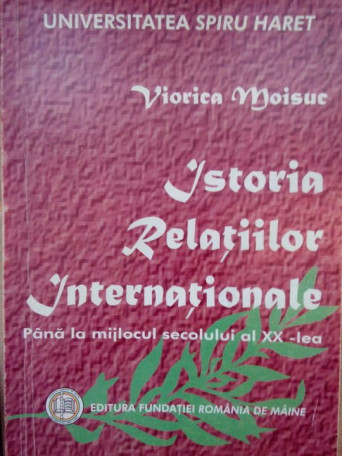 UNIVERSITATEA SPIRU HARET
Viorica Moisuc
Istoria
Relațiilor
Internaționale
Până la mijlocul secolului al XX -lea
EDITURA FUNDAȚIEI ROMÂNIA DE MÂINE